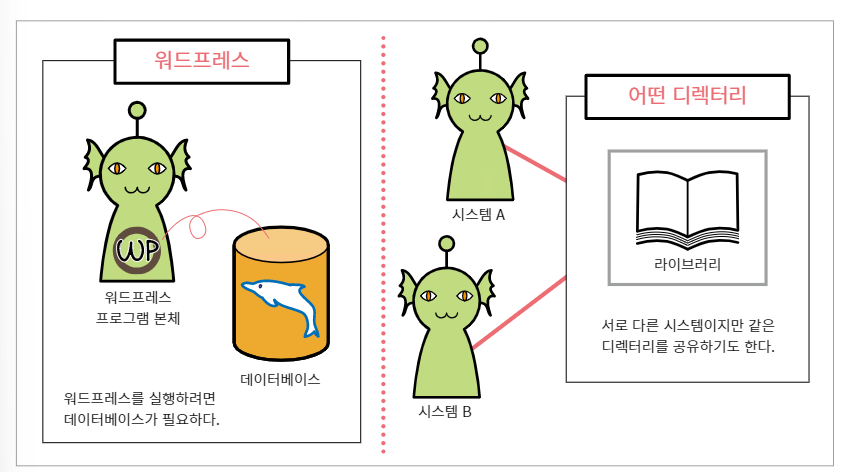 워드프레스
WP
워드프레스
프로그램 본체
데이터베이스
워드프레스를 실행하려면
데이터베이스가 필요하다.
시스템 A
시스템 B
어떤 디렉터리
라이브러리
서로 다른 시스템이지만 같은
디렉터리를 공유하기도 한다.